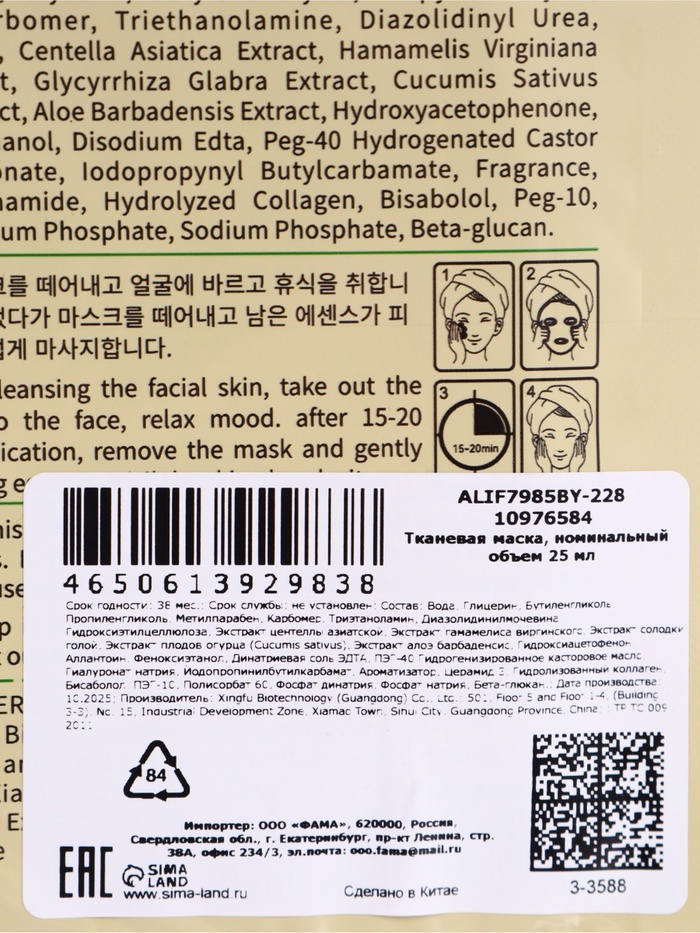 rbomer, Triethanolamine, Diazolidinyl Urea,
, Centella Asiatica Extract, Hamamelis Virginiana
t, Glycyrrhiza Glabra Extract, Cucumis Sativus
ct, Aloe Barbadensis Extract, Hydroxyacetophenone,
anol, Disodium Edta, Peg-40 Hydrogenated Castor
onate, Iodopropynyl Butylcarbamate, Fragrance,
namide, Hydrolyzed Collagen, Bisabolol, Peg-10,
um Phosphate, Sodium Phosphate, Beta-glucan.
크를 떼어내고 얼굴에 바르고 휴식을 취합니
었다가 마스크를 떼어내고 남은 에센스가 피
럽게 마사지합니다.
1
2
3
15-20min
4
leansing the facial skin, take out the
o the face, relax mood. after 15-20
ication, remove the mask and gently
4650613929838
ALIF7985BY-228
10976584
Тканевая маска, номинальный
объем 25 мл
Срок годности: 38 мес.; Срок службы: не установлен; Состав: Вода, Глицерин, Бутиленгликоль
Пропиленгликоль, Метилпарабен, Карбомер, Триэтаноламин, Диазолидинилмочевина
Гидроксиэтилцеллюлоза, Экстракт центеллы азиатской, Экстракт гамамелиса виргинского, Экстракт солодки
голой, Экстракт плодов огурца (Cucumis sativus), Экстракт алоэ барбаденсис, Гидроксиацетофенон
Аллантоин, Феноксиэтанол, Динатриевая соль ЭДТА, ПЭГ-40 Гидрогенизированное касторовое масло
Гиалуронат натрия, Йодопропинилбутилкарбамат, Ароматизатор, Церамид 3, Гидролизованный коллаген,
Бисаболол, ПЭГ-10, Полисорбат 60, Фосфат динатрия, Фосфат натрия, Бета-глюкан.; Дата производства:
10.2025; Производитель: Xingfu Biotechnology (Guangdong) Co., Ltd.; 501, Floor 5 and Floor 1-4, (Building
3-3), No. 15, Industrial Development Zone, Xiamao Town, Sihui City, Guangdong Province, China; ; ТР ТС 009
2011
84
Импортер: ООО «ФАМА», 620000, Россия,
Свердловская обл., г. Екатеринбург, пр-кт Ленина, стр.
38А, офис 234/3, эл.почта: ooo.fama@mail.ru
EAC
SIMA
LAND
www.sima-land.ru
Сделано в Китае
3-3588